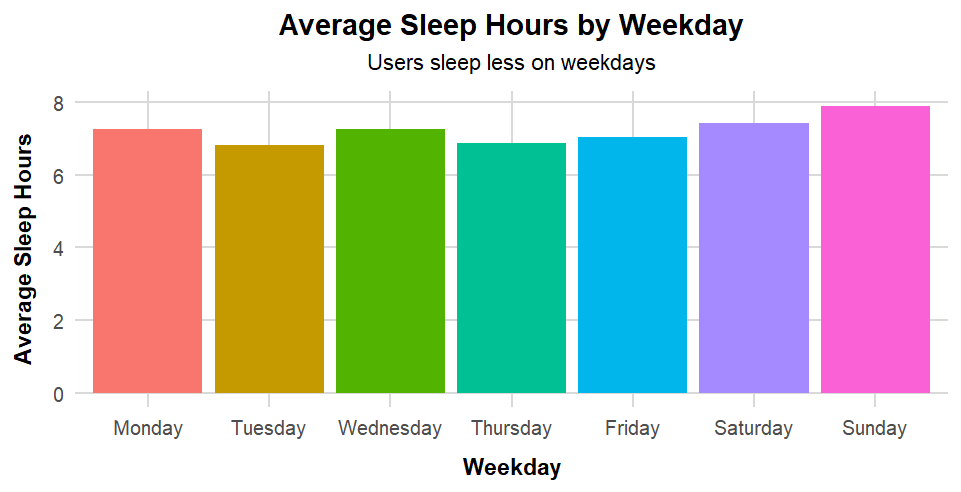 Average Sleep Hours by Weekday
Users sleep less on weekdays
Average Sleep Hours
8
6
4
2
0
Monday Tuesday Wednesday Thursday Friday Saturday Sunday
Weekday